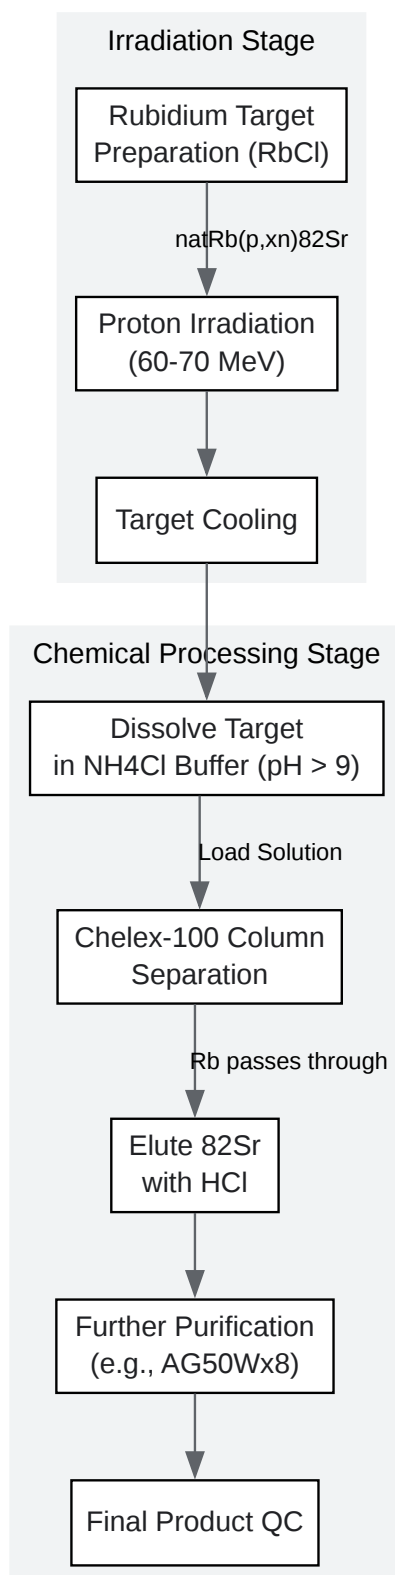 Irradiation Stage
Rubidium Target
Preparation (RbCl)
natRb(p,xn)82Sr
Proton Irradiation
(60-70 MeV)
Target Cooling
Chemical Processing Stage
Dissolve Target
in NH4Cl Buffer (pH > 9)
Load Solution
Chelex-100 Column
Separation
Rb passes through
Elute 82Sr
with HCl
Further Purification
(e.g., AG50Wx8)
Final Product QC